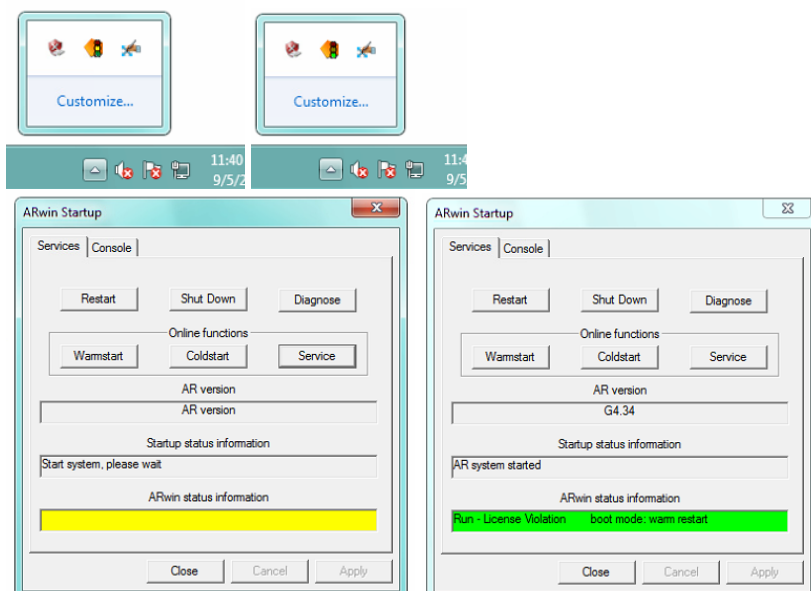 Customize...
11:40
9/5/2
Customize...
11:4
9/5
ARwin Startup
Services
Console
Restart
Shut Down
Diagnose
Online functions
Warmstart
Coldstart
Service
AR version
AR version
Startup status information
Start system, please wait
ARwin status information
Close
Cancel
Apply
ARwin Startup
Services
Console
Restart
Shut Down
Diagnose
Online functions
Warmstart
Coldstart
Service
AR version
G4.34
Startup status information
AR system started
ARwin status information
Run - License Violation boot mode: warm restart
Close
Cancel
Apply